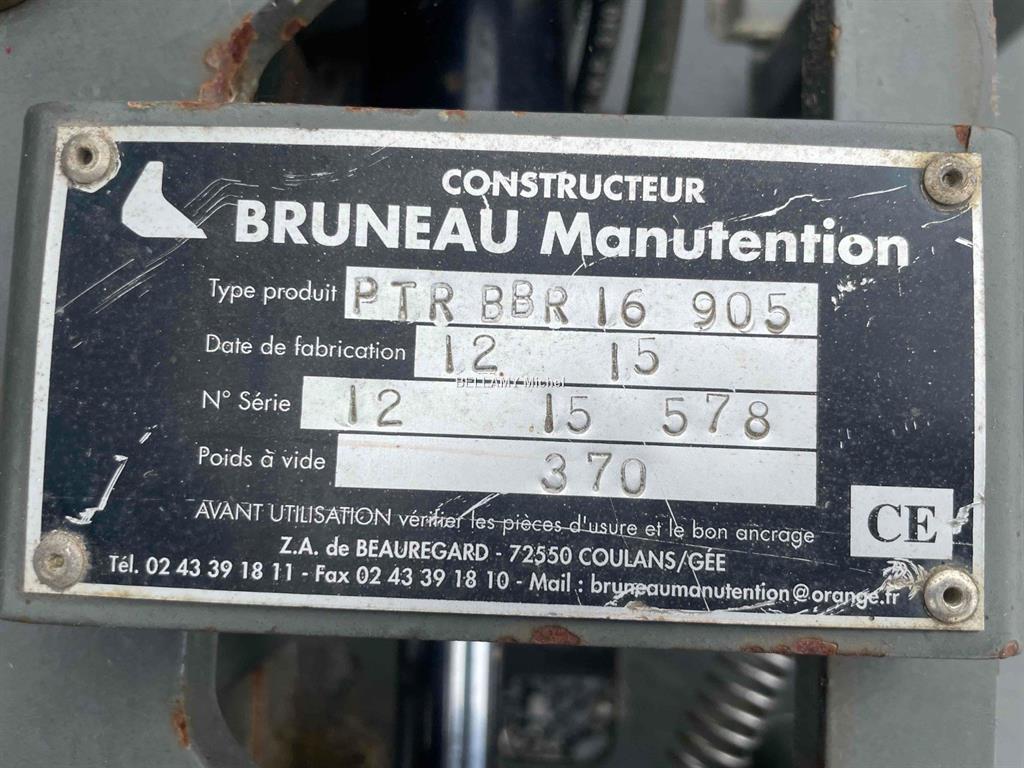 CONSTRUCTEUR
BRUNEAU Manutention
Type produit PTR BBR 16 905
Date de fabrication 12 15
BELLAMY Michel
N° Série 12 15 578
Poids à vide 370
AVANT UTILISATION vérifier les pièces d'usure et le bon ancrage
CE
Z.A. de BEAUREGARD - 72550 COULANS/GÉE
Tél. 02 43 39 18 11 - Fax 02 43 39 18 10 - Mail : bruneaumanutention@orange.fr